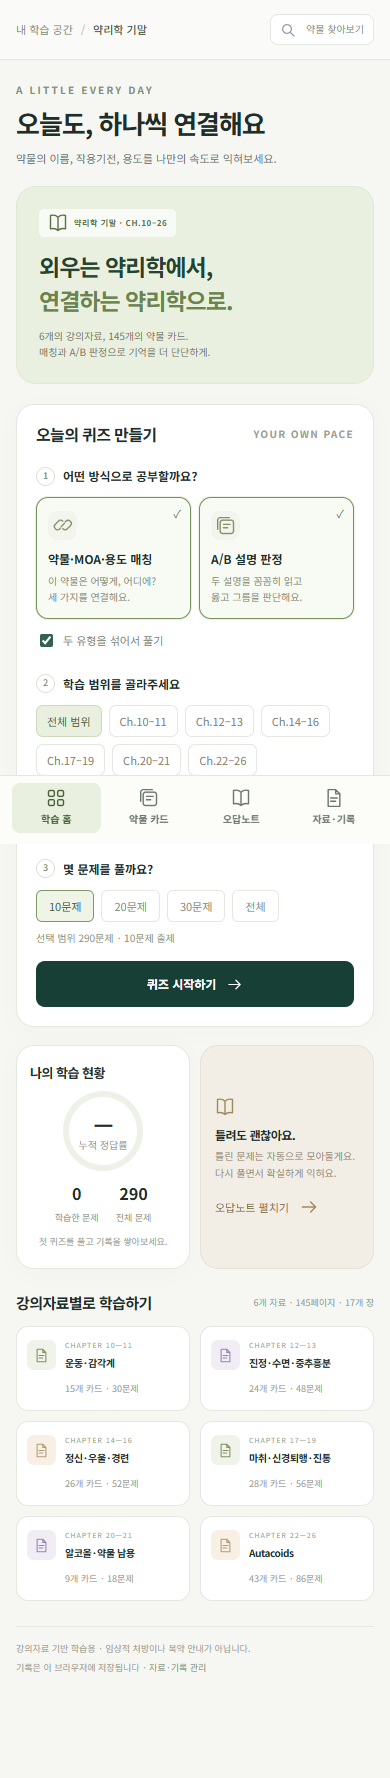 내 학습 공간 / 약리학 기말
약물 찾아보기
A LITTLE EVERY DAY
오늘도, 하나씩 연결해요
약물의 이름, 작용기전, 용도를 나만의 속도로 익혀보세요.
약리학 기말 · CH.10–26
외우는 약리학에서,
연결하는 약리학으로.
6개의 강의자료, 145개의 약물 카드.
매칭과 A/B 판정으로 기억을 더 단단하게.
오늘의 퀴즈 만들기
YOUR OWN PACE
1 어떤 방식으로 공부할까요?
✓
약물·MOA·용도 매칭
이 약물은 어떻게, 어디에?
세 가지를 연결해요.
✓
A/B 설명 판정
두 설명을 꼼꼼히 읽고
옳고 그름을 판단해요.
두 유형을 섞어서 풀기
2 학습 범위를 골라주세요
전체 범위 Ch.10–11 Ch.12–13 Ch.14–16
Ch.17–19 Ch.20–21 Ch.22–26
학습 홈 약물 카드 오답노트 자료·기록
3 몇 문제를 풀까요?
10문제 20문제 30문제 전체
선택 범위 290문제 · 10문제 출제
퀴즈 시작하기 →
나의 학습 현황
—
누적 정답률
0 290
학습한 문제 전체 문제
첫 퀴즈를 풀고 기록을 쌓아보세요.
틀려도 괜찮아요.
틀린 문제는 자동으로 모아둘게요.
다시 풀면서 확실하게 익혀요.
오답노트 펼치기 →
강의자료별로 학습하기
6개 자료 · 145페이지 · 17개 장
CHAPTER 10–11
운동·감각계
15개 카드 · 30문제
CHAPTER 12–13
진정·수면·중추흥분
24개 카드 · 48문제
CHAPTER 14–16
정신·우울·경련
26개 카드 · 52문제
CHAPTER 17–19
마취·신경퇴행·진통
28개 카드 · 56문제
CHAPTER 20–21
알코올·약물 남용
9개 카드 · 18문제
CHAPTER 22–26
Autacoids
43개 카드 · 86문제
강의자료 기반 학습용 · 임상적 처방이나 복약 안내가 아닙니다.
기록은 이 브라우저에 저장됩니다 · 자료·기록 관리